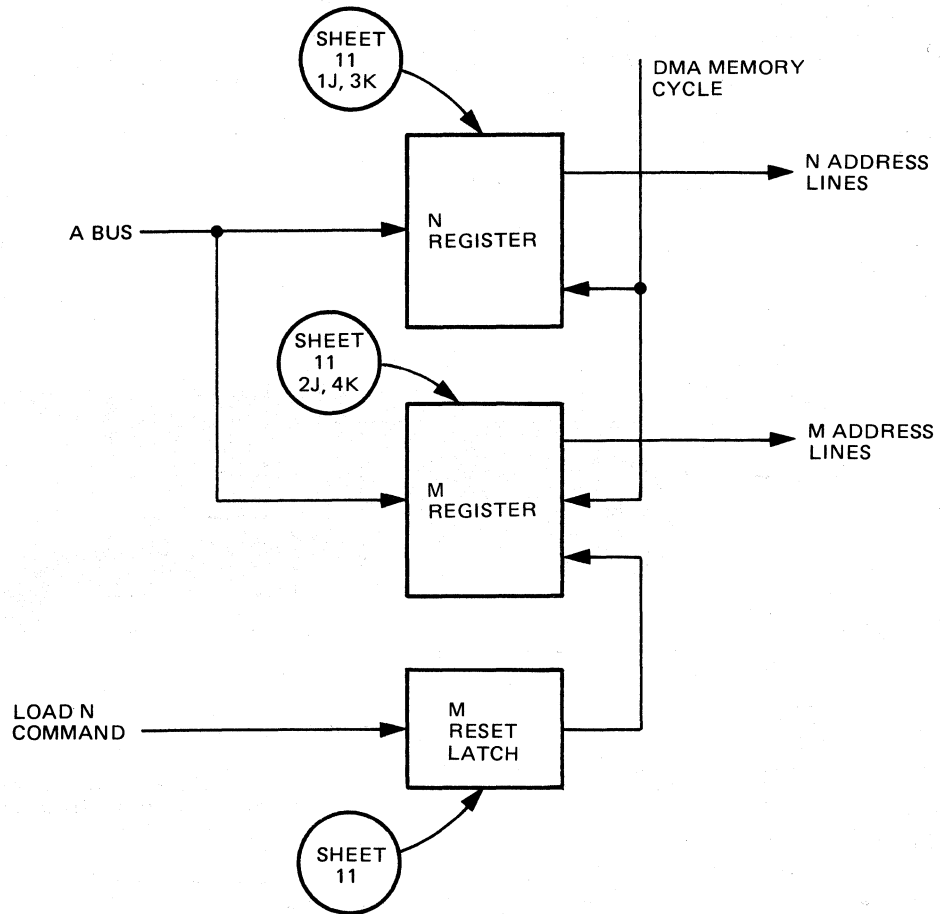 SHEET
11
1J, 3K
DMA MEMORY
CYCLE
N ADDRESS
LINES
A BUS
N
REGISTER
SHEET
11
2J, 4K
M ADDRESS
LINES
M
REGISTER
LOAD N
COMMAND
M
RESET
LATCH
SHEET
11